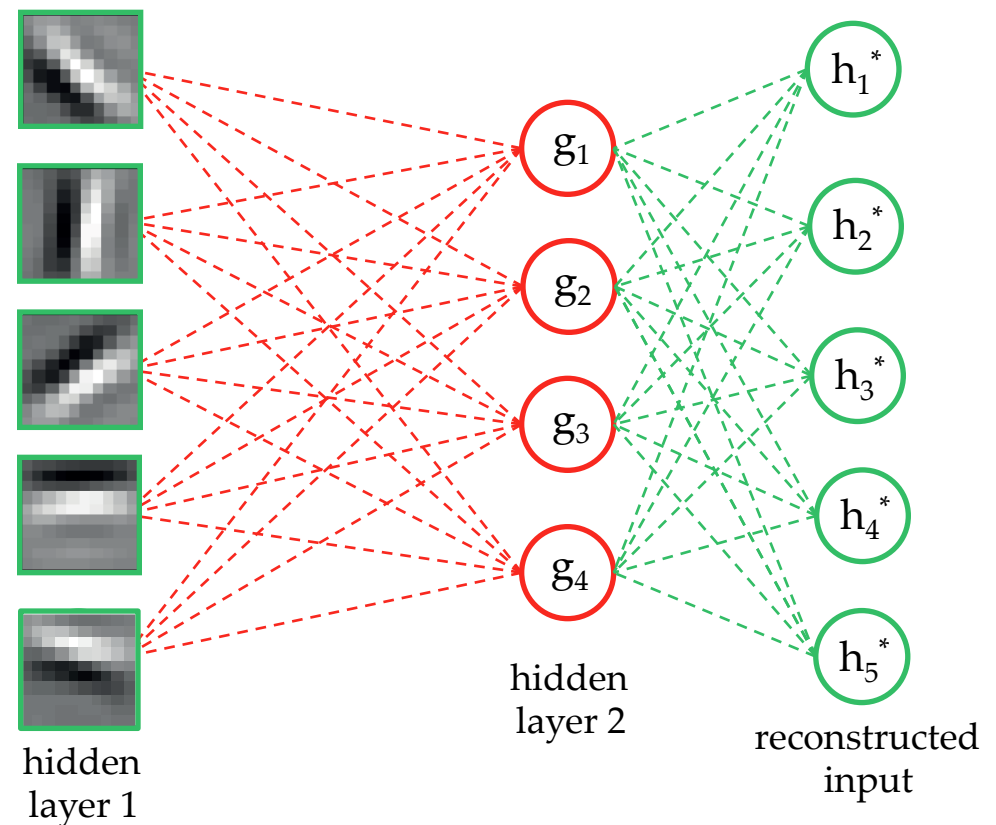 h₁*
g₁
h₂*
g₂
h₃*
g₃
h₄*
g₄
h₅*
hidden
layer 1
hidden
layer 2
reconstructed
input